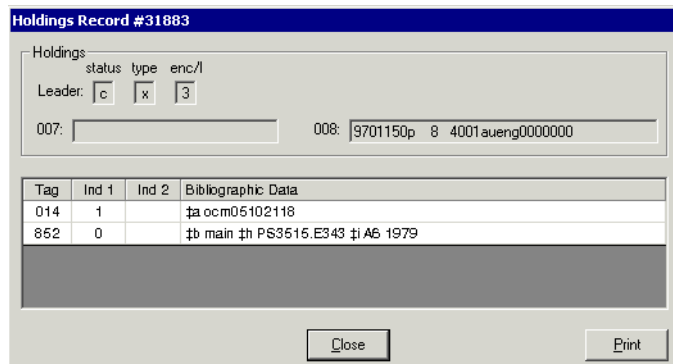 Holdings Record #31883
Holdings
status type enc/l
Leader: c x 3
007: 008: 9701150p 8 4001aueng0000000
Tag Ind 1 Ind 2 Bibliographic Data
014 1 ‡a ocm05102118
852 0 ‡b main ‡h PS3515.E343 ‡i A6 1979
Close Print